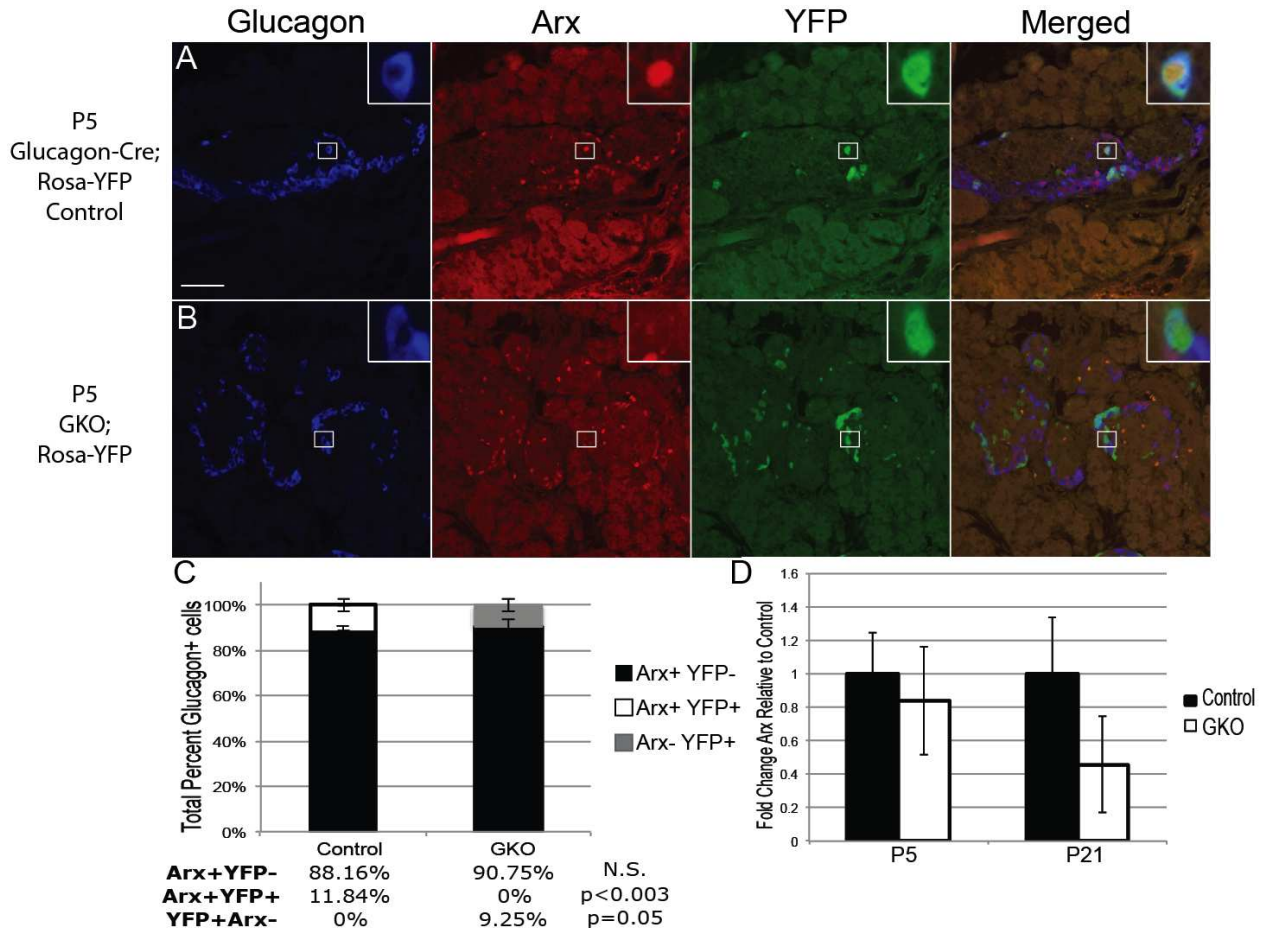 Glucagon Arx YFP Merged
A
P5
Glucagon-Cre;
Rosa-YFP
Control
B
P5
GKO;
Rosa-YFP
C
Total Percent Glucagon+ cells
100%
80%
60%
40%
20%
0%
Control GKO
Arx+ YFP-
Arx+ YFP+
Arx- YFP+
Arx+YFP- 88.16% 90.75% N.S.
Arx+YFP+ 11.84% 0% p<0.003
YFP+Arx- 0% 9.25% p=0.05
D
Fold Change Arx Relative to Control
1.6
1.4
1.2
1
0.8
0.6
0.4
0.2
0
P5 P21
Control
GKO